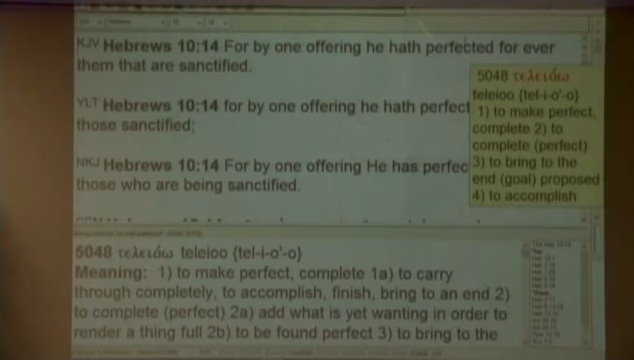 KJV Hebrews 10:14 For by one offering he hath perfected for ever
them that are sanctified.
YLT Hebrews 10:14 for by one offering he hath perfect
those sanctified;
NKJ Hebrews 10:14 For by one offering He has perfec
those who are being sanctified.
5048 τελειόω
teleioo {tel-i-o'-o}
1) to make perfect,
complete 2) to
complete (perfect)
3) to bring to the
end (goal) proposed
4) to accomplish
5048 τελειόω teleioo {tel-i-o'-o}
Meaning: 1) to make perfect, complete 1a) to carry
through completely, to accomplish, finish, bring to an end 2)
to complete (perfect) 2a) add what is yet wanting in order to
render a thing full 2b) to be found perfect 3) to bring to the